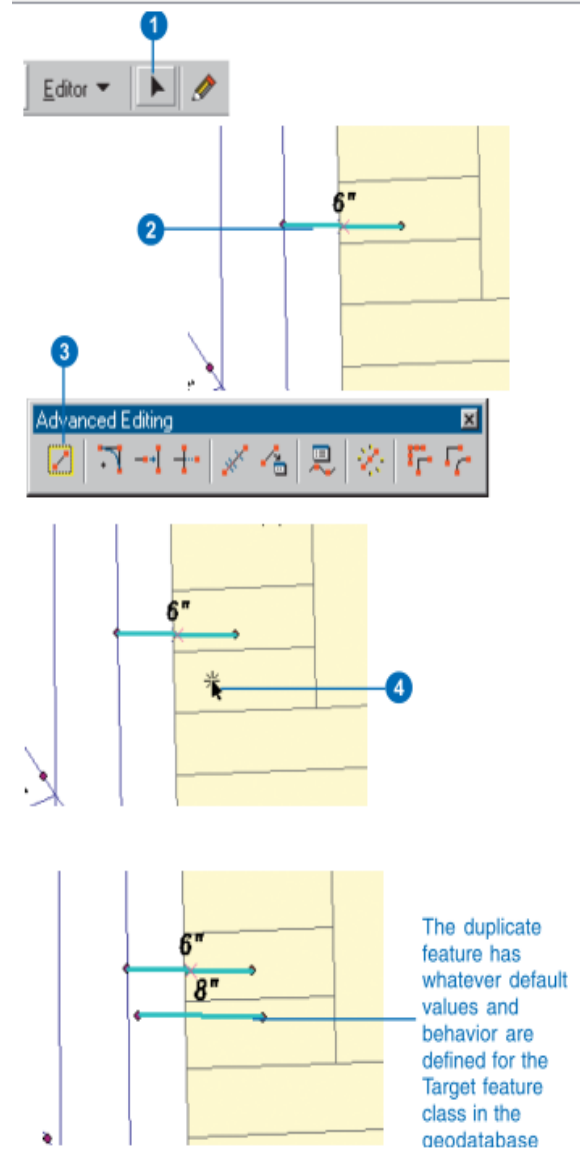 1
Editor
6"
2
3
Advanced Editing
6"
4
6"
8"
The duplicate
feature has
whatever default
values and
behavior are
defined for the
Target feature
class in the
geodatabase